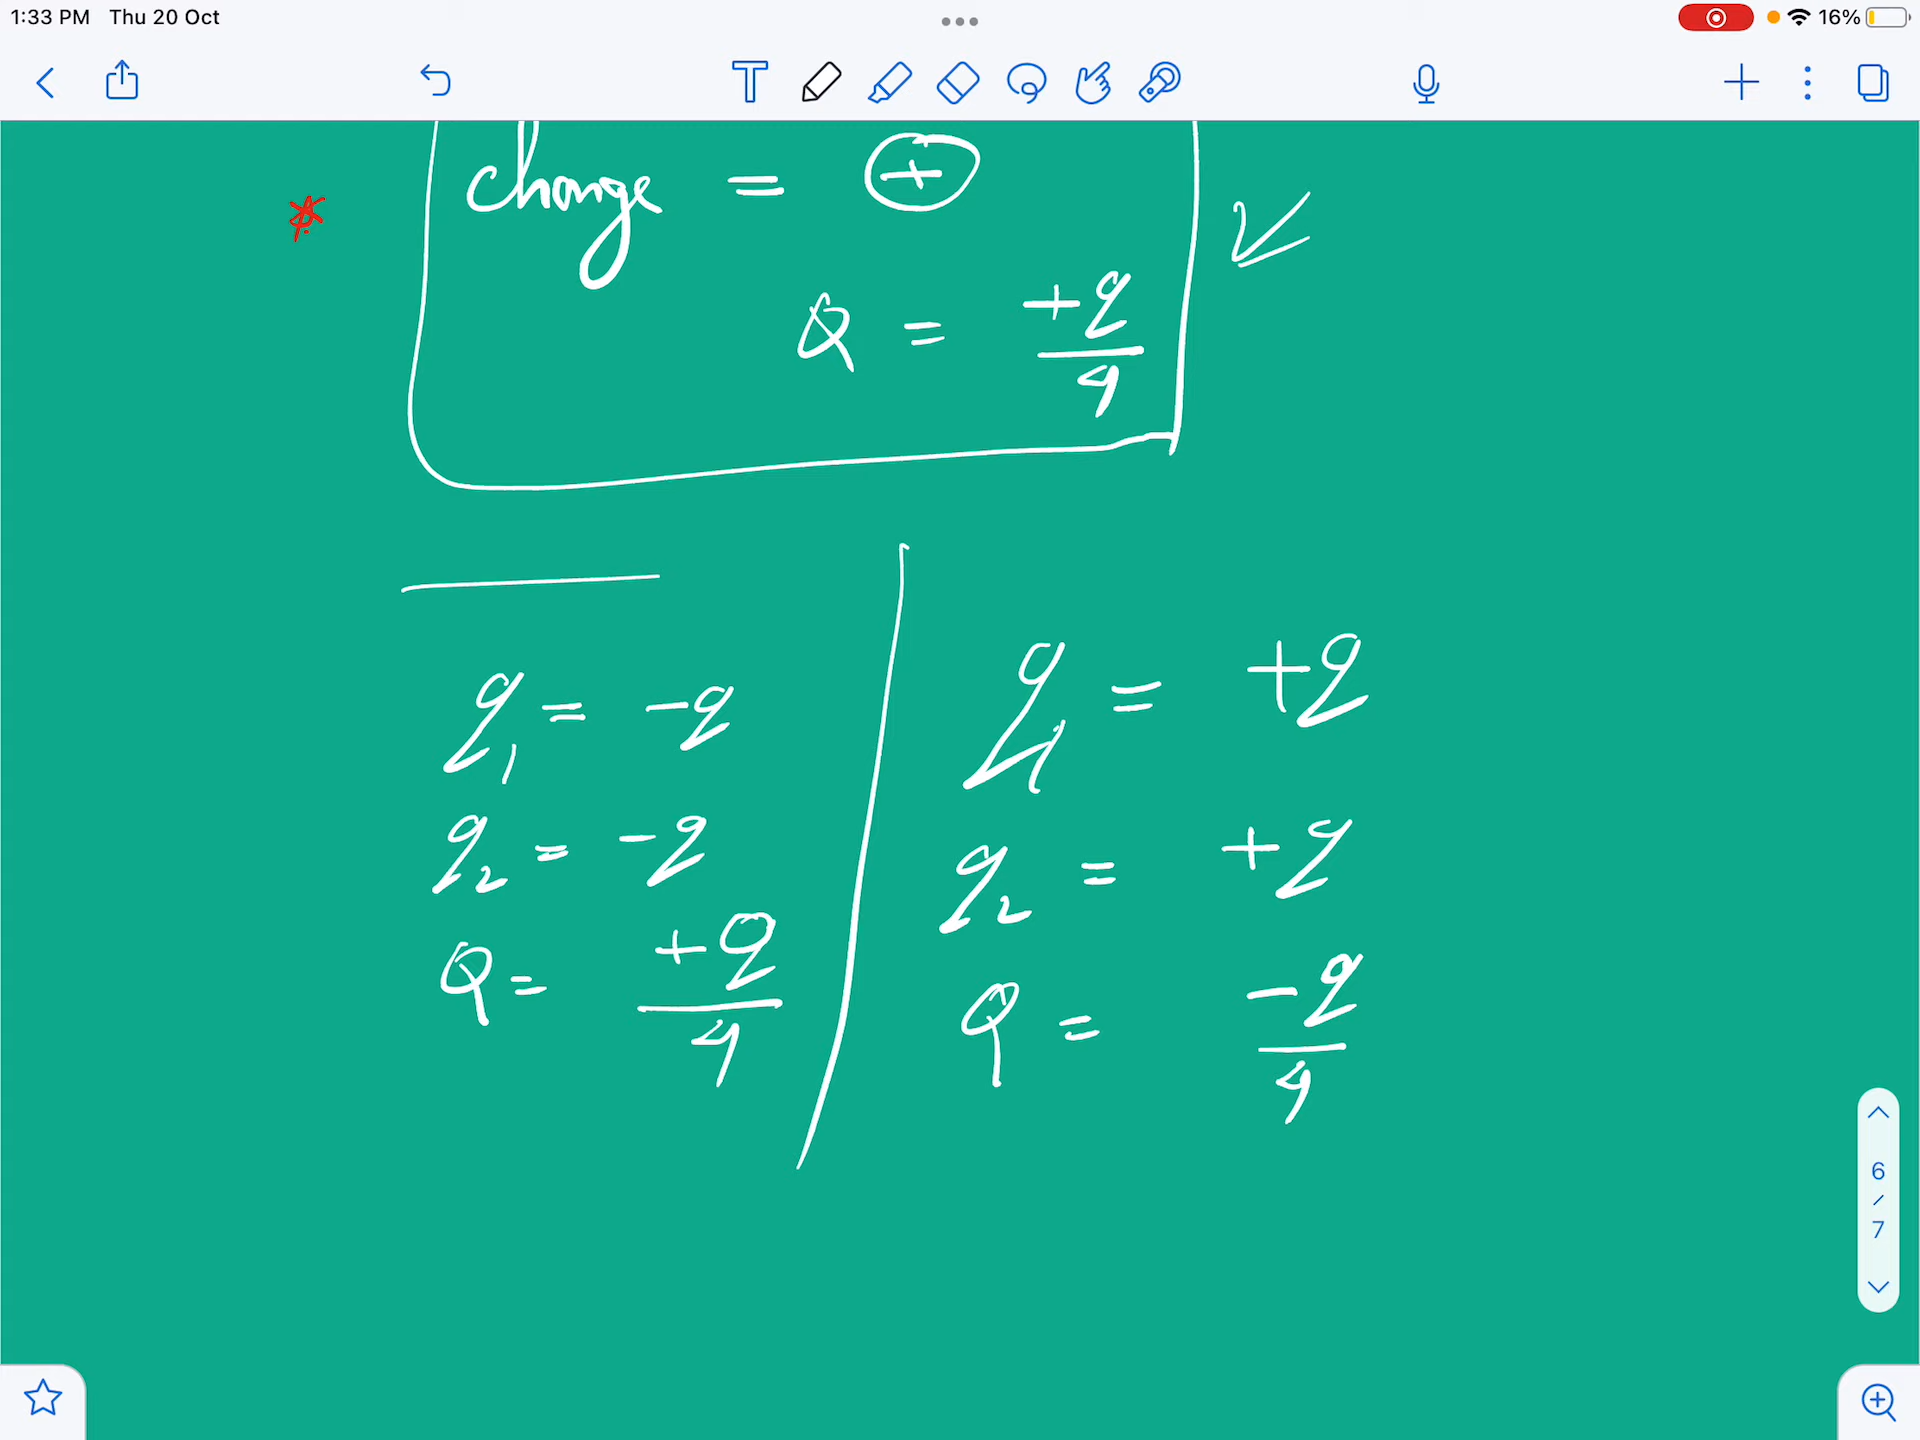 1:33 PM Thu 20 Oct
16%
change = +
Q = +q/4
q1 = -q
q2 = -q
Q = +q/4
q1 = +q
q2 = +q
Q = -q/4
6
/
7